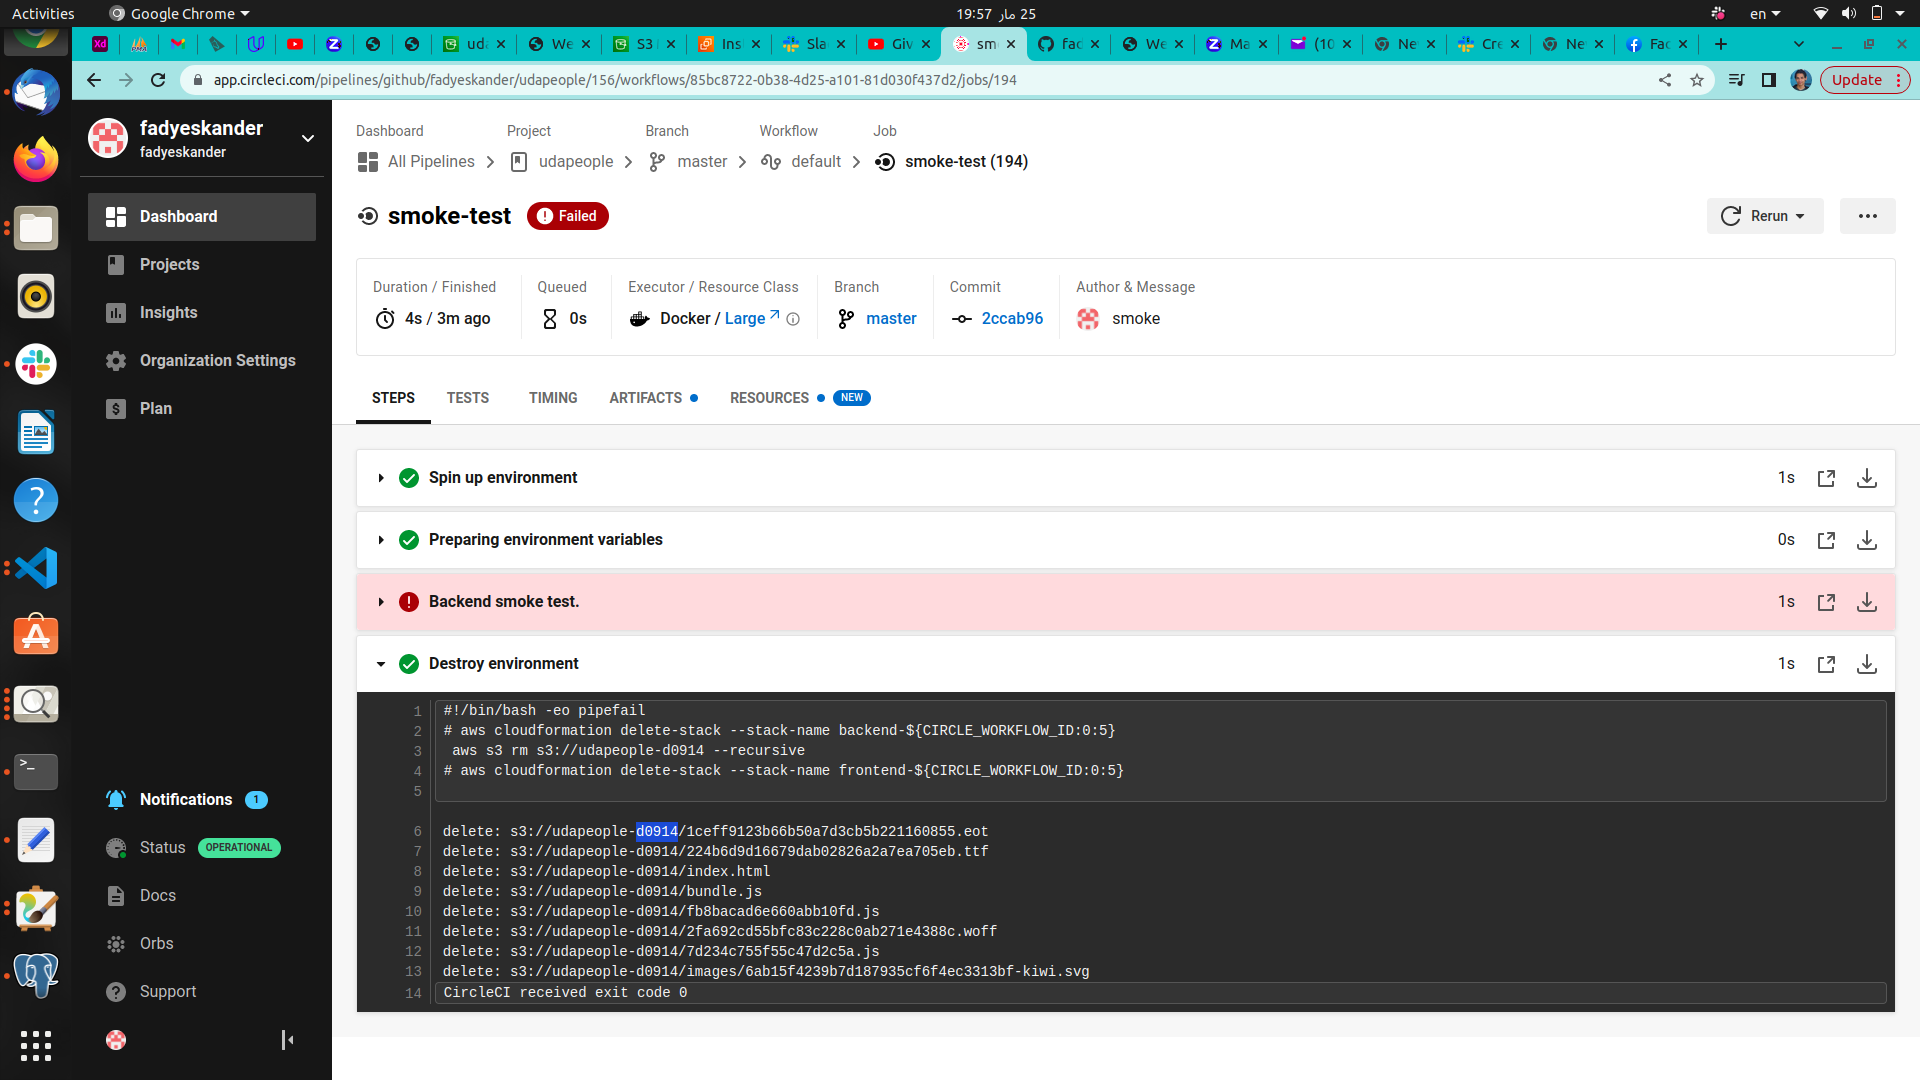 Activities
Google Chrome
25 مار 19:57
en
uda
We
S3
Ins
Sla
Giv
sm
fac
We
Ma
(10
Ne
Cre
Ne
Fac
app.circleci.com/pipelines/github/fadyeskander/udapeople/156/workflows/85bc8722-0b38-4d25-a101-81d030f437d2/jobs/194
Update
fadyeskander
fadyeskander
Dashboard
Projects
Insights
Organization Settings
Plan
Notifications 1
Status OPERATIONAL
Docs
Orbs
Support
Dashboard Project Branch Workflow Job
All Pipelines udapeople master default smoke-test (194)
smoke-test Failed
Rerun
Duration / Finished Queued Executor / Resource Class Branch Commit Author & Message
4s / 3m ago 0s Docker / Large master 2ccab96 smoke
STEPS TESTS TIMING ARTIFACTS RESOURCES NEW
Spin up environment 1s
Preparing environment variables 0s
Backend smoke test. 1s
Destroy environment 1s
1 #!/bin/bash -eo pipefail
2 # aws cloudformation delete-stack --stack-name backend-${CIRCLE_WORKFLOW_ID:0:5}
3 aws s3 rm s3://udapeople-d0914 --recursive
4 # aws cloudformation delete-stack --stack-name frontend-${CIRCLE_WORKFLOW_ID:0:5}
5
6 delete: s3://udapeople-d0914/1ceff9123b66b50a7d3cb5b221160855.eot
7 delete: s3://udapeople-d0914/224b6d9d16679dab02826a2a7ea705eb.ttf
8 delete: s3://udapeople-d0914/index.html
9 delete: s3://udapeople-d0914/bundle.js
10 delete: s3://udapeople-d0914/fb8bacad6e660abb10fd.js
11 delete: s3://udapeople-d0914/2fa692cd55bfc83c228c0ab271e4388c.woff
12 delete: s3://udapeople-d0914/7d234c755f55c47d2c5a.js
13 delete: s3://udapeople-d0914/images/6ab15f4239b7d187935cf6f4ec3313bf-kiwi.svg
14 CircleCI received exit code 0